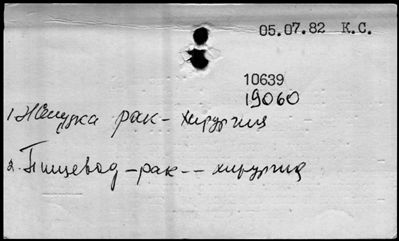 05.07.82 К.С.
10639
19060
1 Желудка рак - хирургия
2. Пищевод - рак -- хирургия